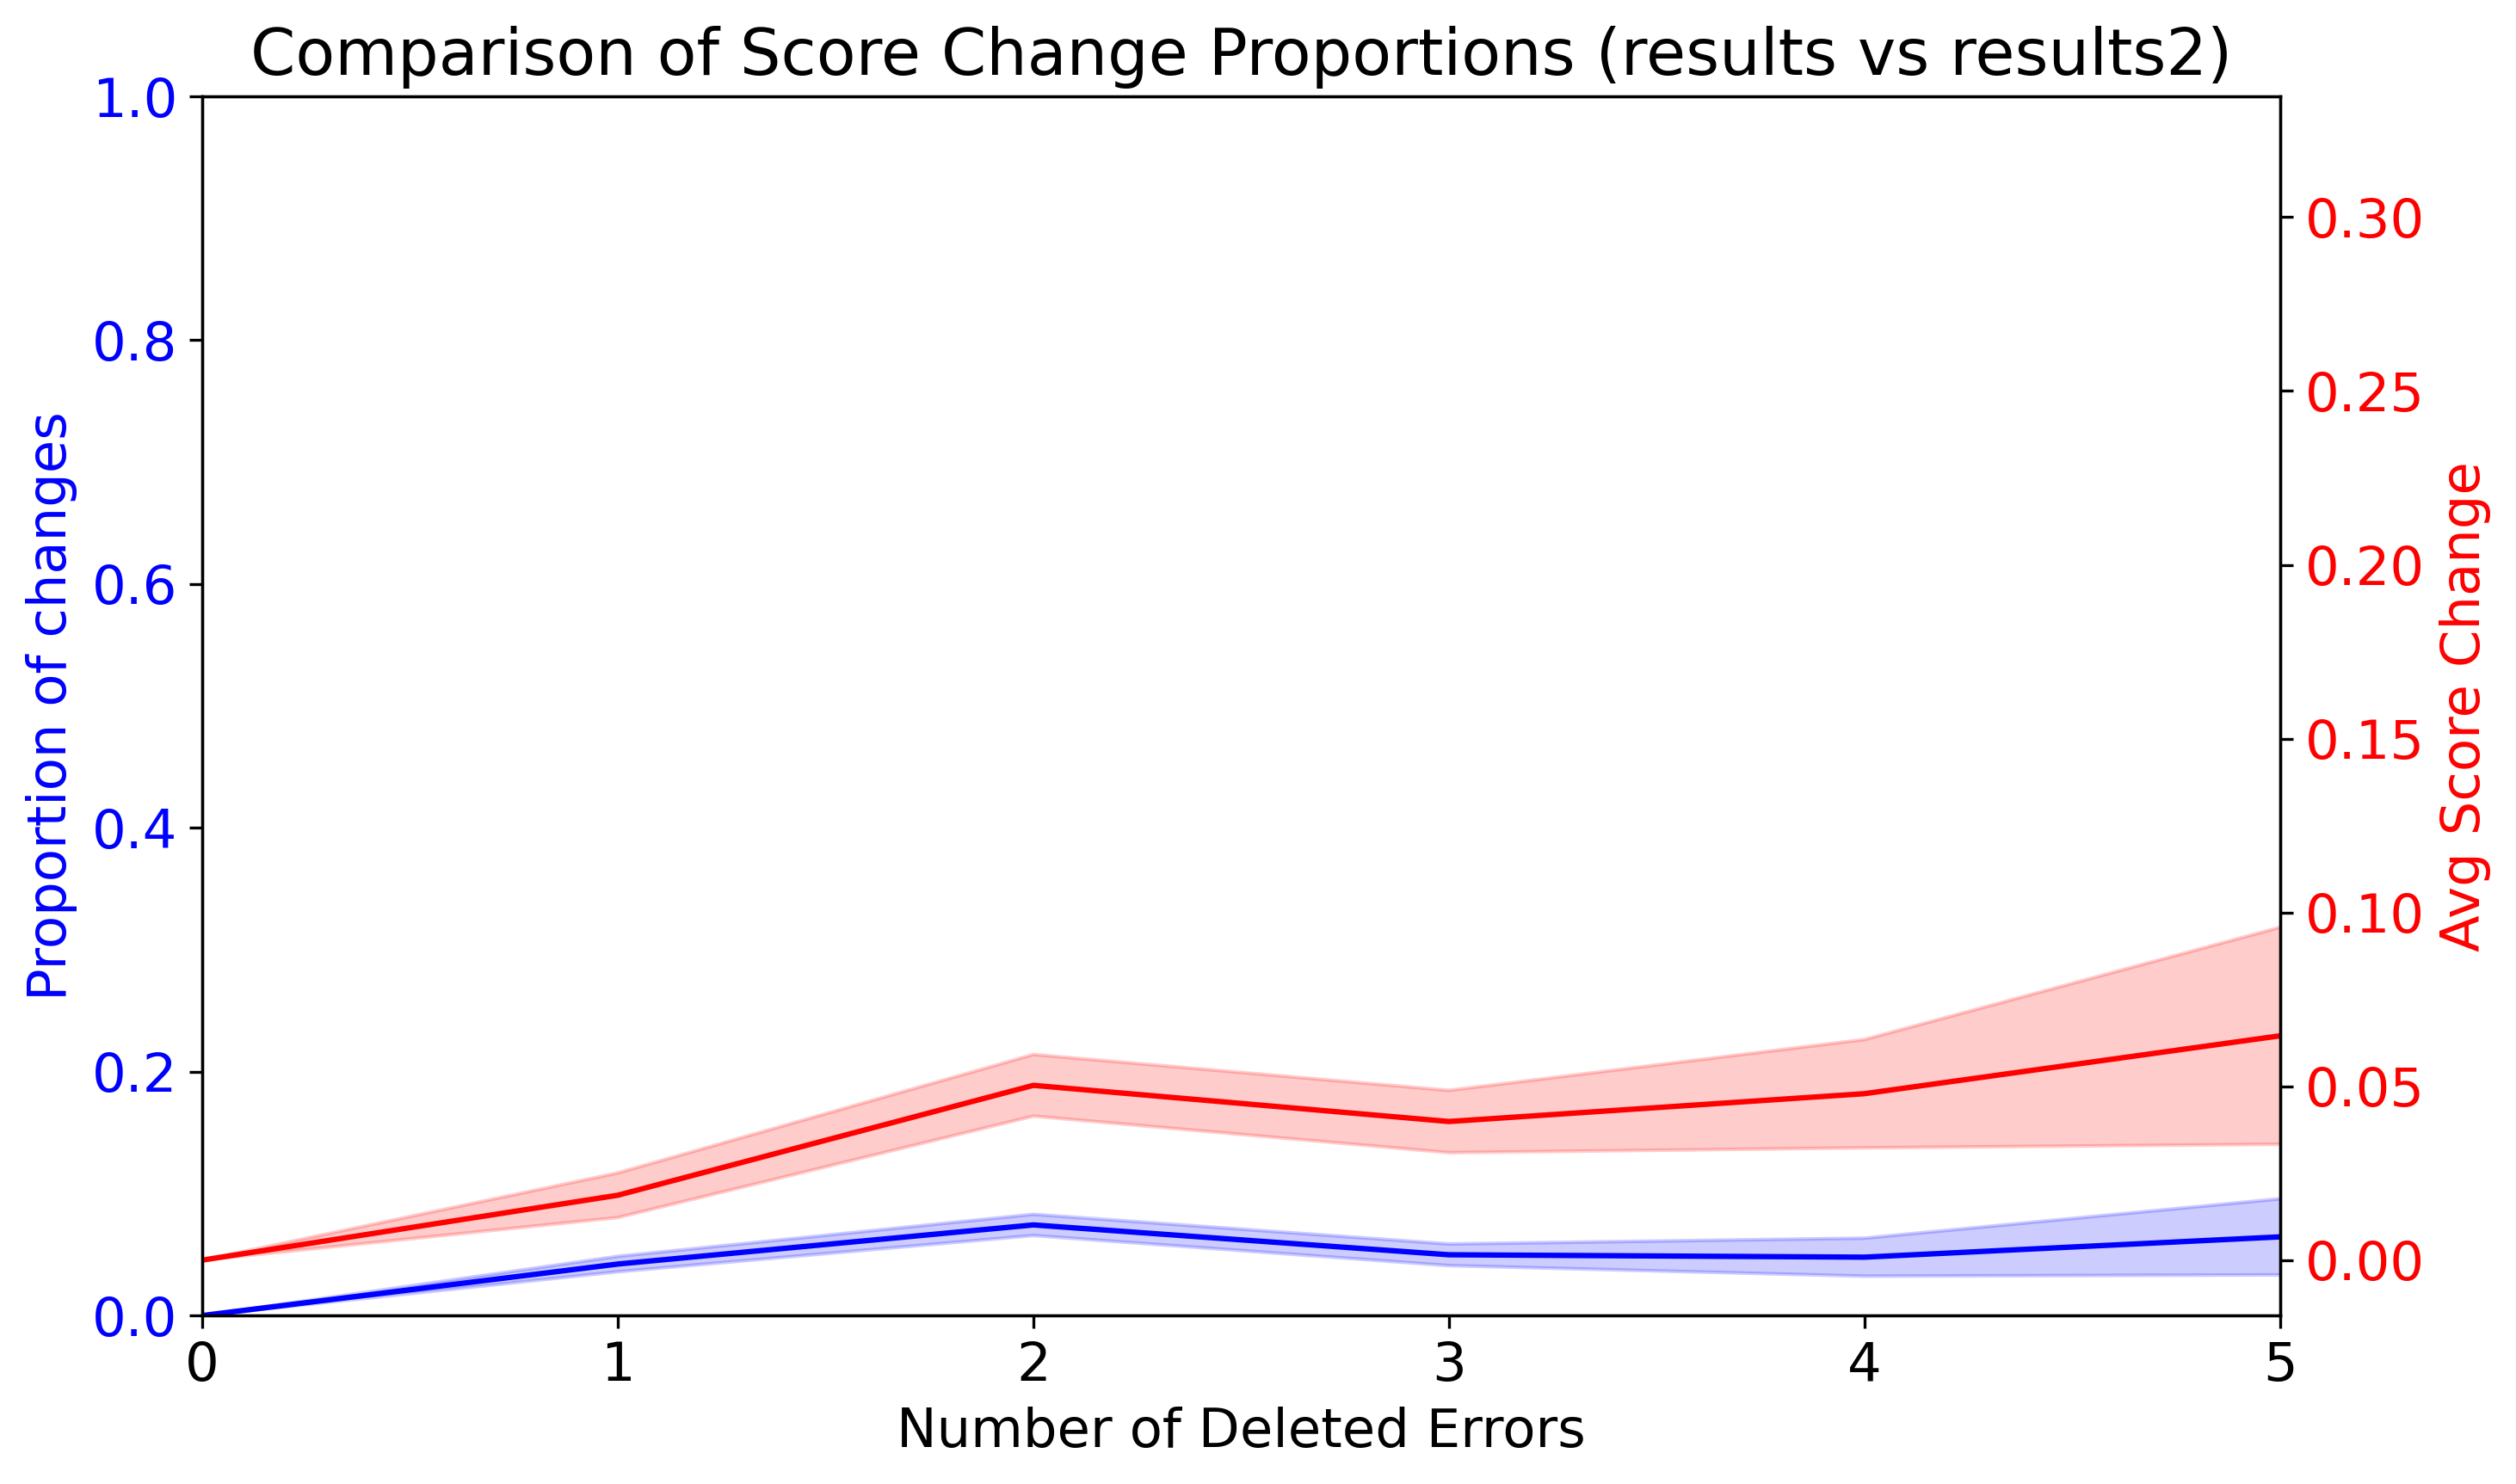 Comparison of Score Change Proportions (results vs results2)
Proportion of changes
1.0
0.8
0.6
0.4
0.2
0.0
0.30
0.25
0.20
0.15
0.10
0.05
0.00
Avg Score Change
0 1 2 3 4 5
Number of Deleted Errors